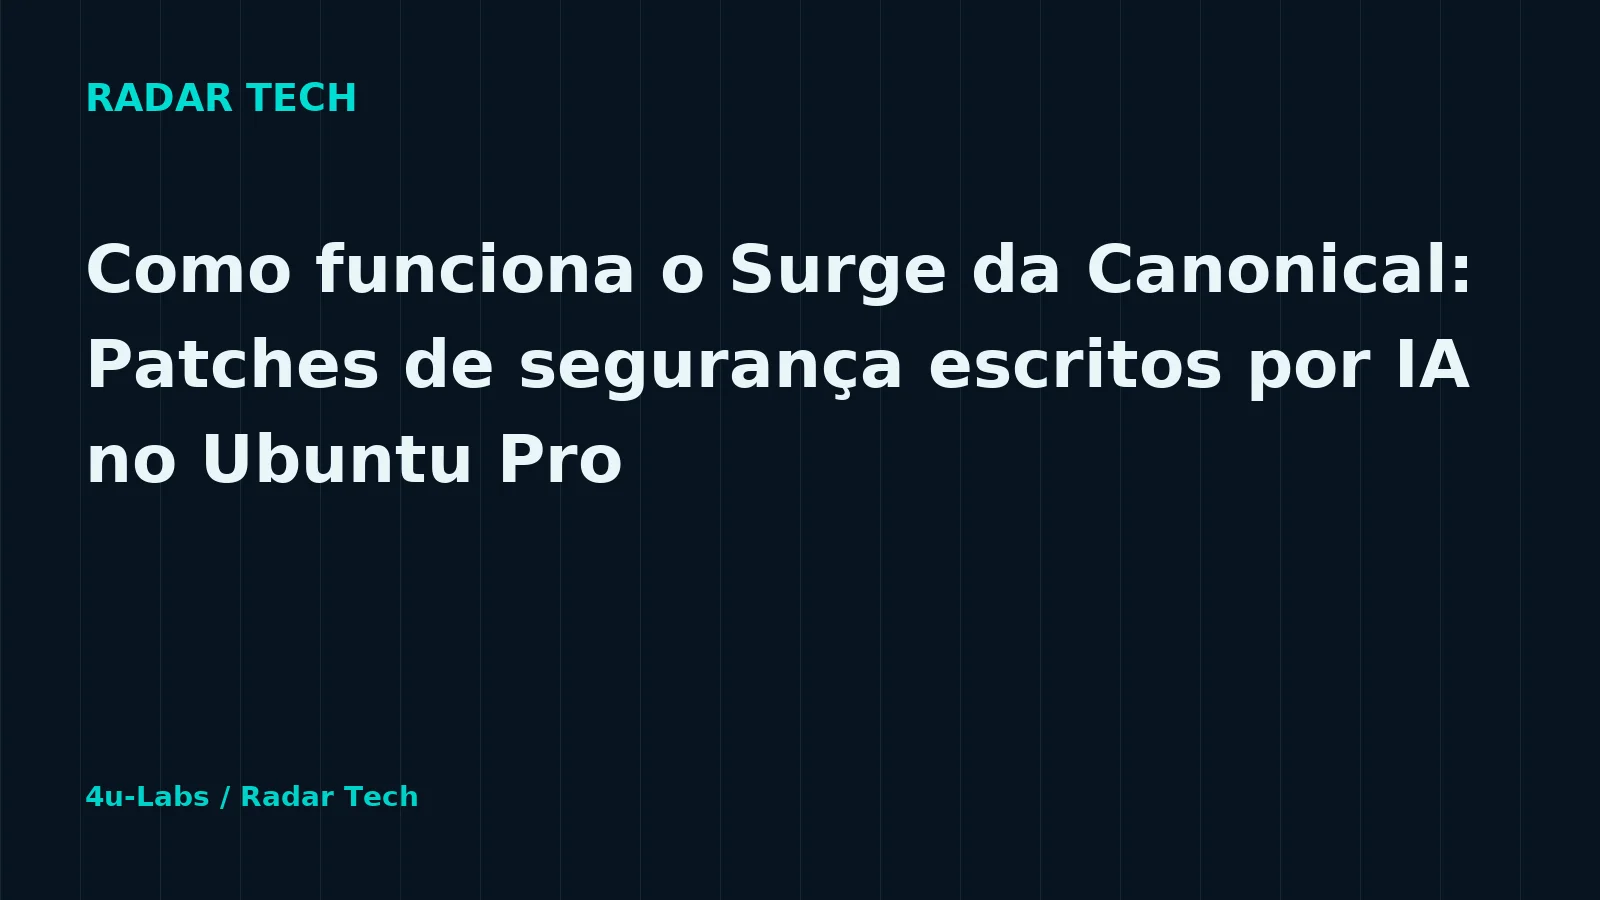 RADAR TECH
Como funciona o Surge da Canonical:
Patches de segurança escritos por IA
no Ubuntu Pro
4u-Labs / Radar Tech